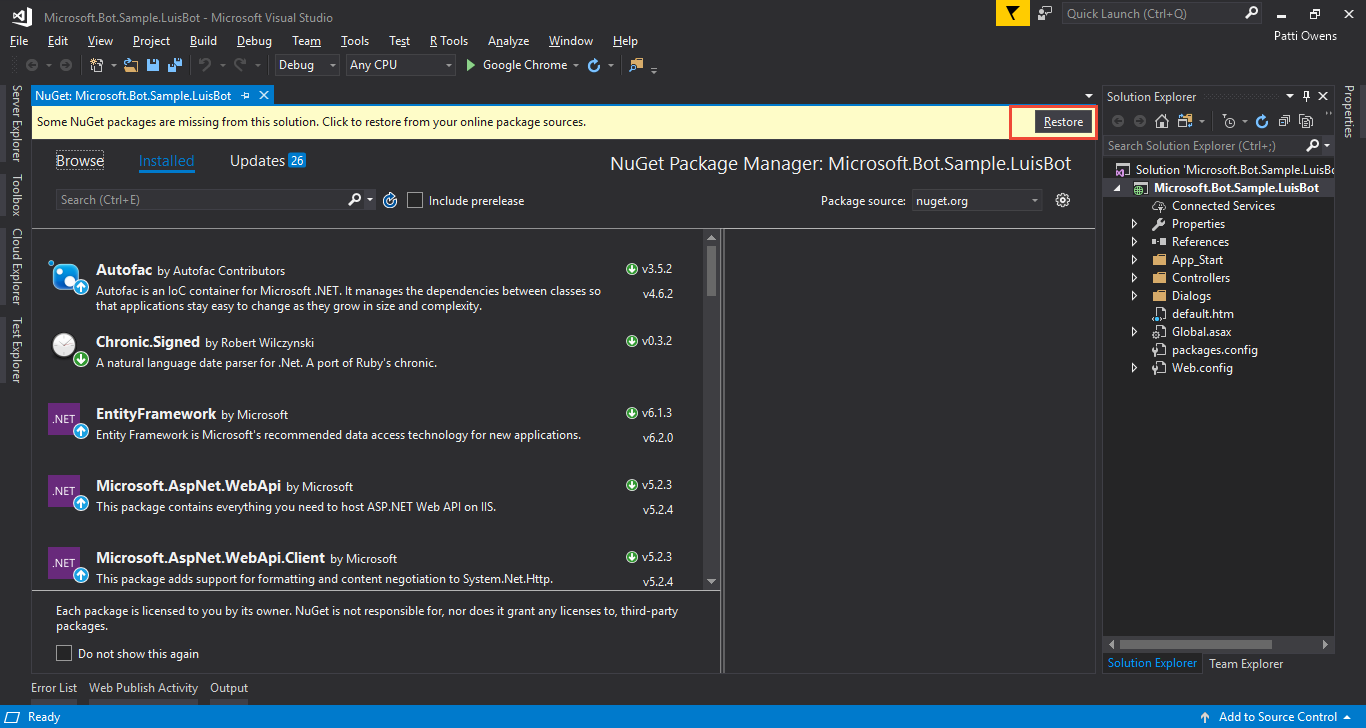 Microsoft.Bot.Sample.LuisBot - Microsoft Visual Studio
Quick Launch (Ctrl+Q)
File Edit View Project Build Debug Team Tools Test R Tools Analyze Window Help
Patti Owens
Debug Any CPU Google Chrome
Server Explorer
Toolbox
Cloud Explorer
Test Explorer
NuGet: Microsoft.Bot.Sample.LuisBot
Some NuGet packages are missing from this solution. Click to restore from your online package sources.
Restore
Browse Installed Updates 26
NuGet Package Manager: Microsoft.Bot.Sample.LuisBot
Search (Ctrl+E)
Include prerelease
Package source: nuget.org
Autofac by Autofac Contributors
v3.5.2
Autofac is an IoC container for Microsoft .NET. It manages the dependencies between classes so
v4.6.2
that applications stay easy to change as they grow in size and complexity.
Chronic.Signed by Robert Wilczynski
v0.3.2
A natural language date parser for .Net. A port of Ruby's chronic.
.NET
EntityFramework by Microsoft
v6.1.3
Entity Framework is Microsoft's recommended data access technology for new applications.
v6.2.0
.NET
Microsoft.AspNet.WebApi by Microsoft
v5.2.3
This package contains everything you need to host ASP.NET Web API on IIS.
v5.2.4
.NET
Microsoft.AspNet.WebApi.Client by Microsoft
v5.2.3
This package adds support for formatting and content negotiation to System.Net.Http.
v5.2.4
Each package is licensed to you by its owner. NuGet is not responsible for, nor does it grant any licenses to, third-party
packages.
Do not show this again
Solution Explorer
Search Solution Explorer (Ctrl+;)
Solution 'Microsoft.Bot.Sample.LuisBo
Microsoft.Bot.Sample.LuisBot
Connected Services
Properties
References
App_Start
Controllers
Dialogs
default.htm
Global.asax
packages.config
Web.config
Solution Explorer Team Explorer
Properties
Error List Web Publish Activity Output
Ready
Add to Source Control